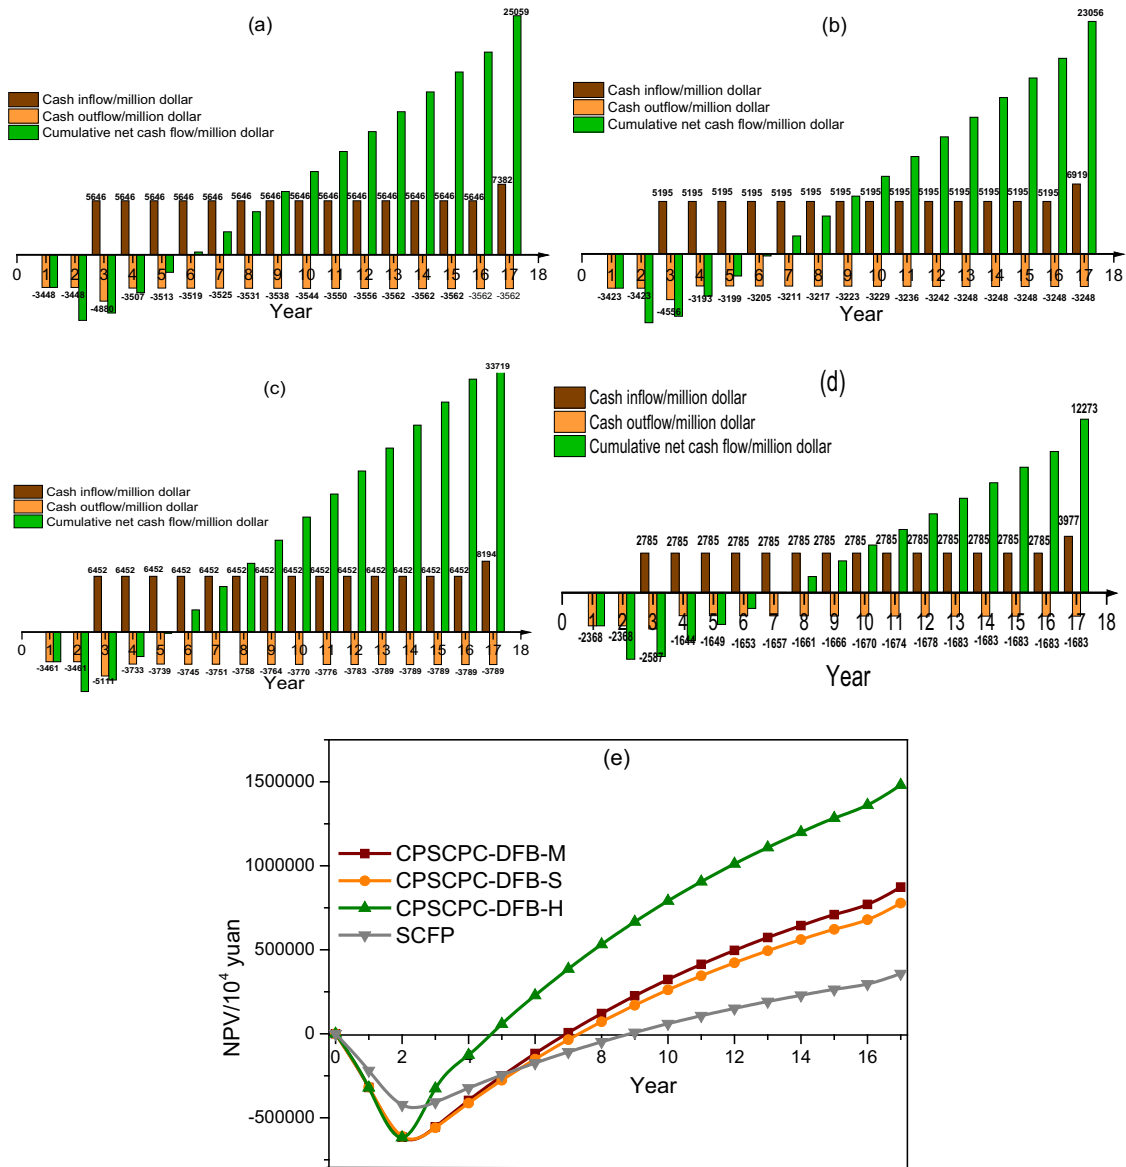 (a)
25059
Cash inflow/million dollar
Cash outflow/million dollar
Cumulative net cash flow/million dollar
5646 5646 5646 5646 5646 5646 5646 5646 5646 5646 5646 5646 5646 5646 7382
0 1 2 3 4 5 6 7 8 9 10 11 12 13 14 15 16 17 18
-3448 -3448 -4880 -3507 -3513 -3519 -3525 -3531 -3538 -3544 -3550 -3556 -3562 -3562 -3562 -3562 -3562
Year
(b)
23056
Cash inflow/million dollar
Cash outflow/million dollar
Cumulative net cash flow/million dollar
5195 5195 5195 5195 5195 5195 5195 5195 5195 5195 5195 5195 5195 5195 6919
0 1 2 3 4 5 6 7 8 9 10 11 12 13 14 15 16 17 18
-3423 -3423 -4556 -3193 -3199 -3205 -3211 -3217 -3223 -3229 -3236 -3242 -3248 -3248 -3248 -3248 -3248
Year
(c)
33719
Cash inflow/million dollar
Cash outflow/million dollar
Cumulative net cash flow/million dollar
6452 6452 6452 6452 6452 6452 6452 6452 6452 6452 6452 6452 6452 6452 8194
0 1 2 3 4 5 6 7 8 9 10 11 12 13 14 15 16 17 18
-3461 -3461 -5111 -3733 -3739 -3745 -3751 -3758 -3764 -3770 -3776 -3783 -3789 -3789 -3789 -3789 -3789
Year
(d)
12273
Cash inflow/million dollar
Cash outflow/million dollar
Cumulative net cash flow/million dollar
2785 2785 2785 2785 2785 2785 2785 2785 2785 2785 2785 2785 2785 2785 3977
0 1 2 3 4 5 6 7 8 9 10 11 12 13 14 15 16 17 18
-2368 -2368 -2587 -1644 -1649 -1653 -1657 -1661 -1666 -1670 -1674 -1678 -1683 -1683 -1683 -1683 -1683
Year
(e)
1500000
1000000
500000
0
-500000
NPV/10⁴ yuan
CPSCPC-DFB-M
CPSCPC-DFB-S
CPSCPC-DFB-H
SCFP
0 2 4 6 8 10 12 14 16
Year